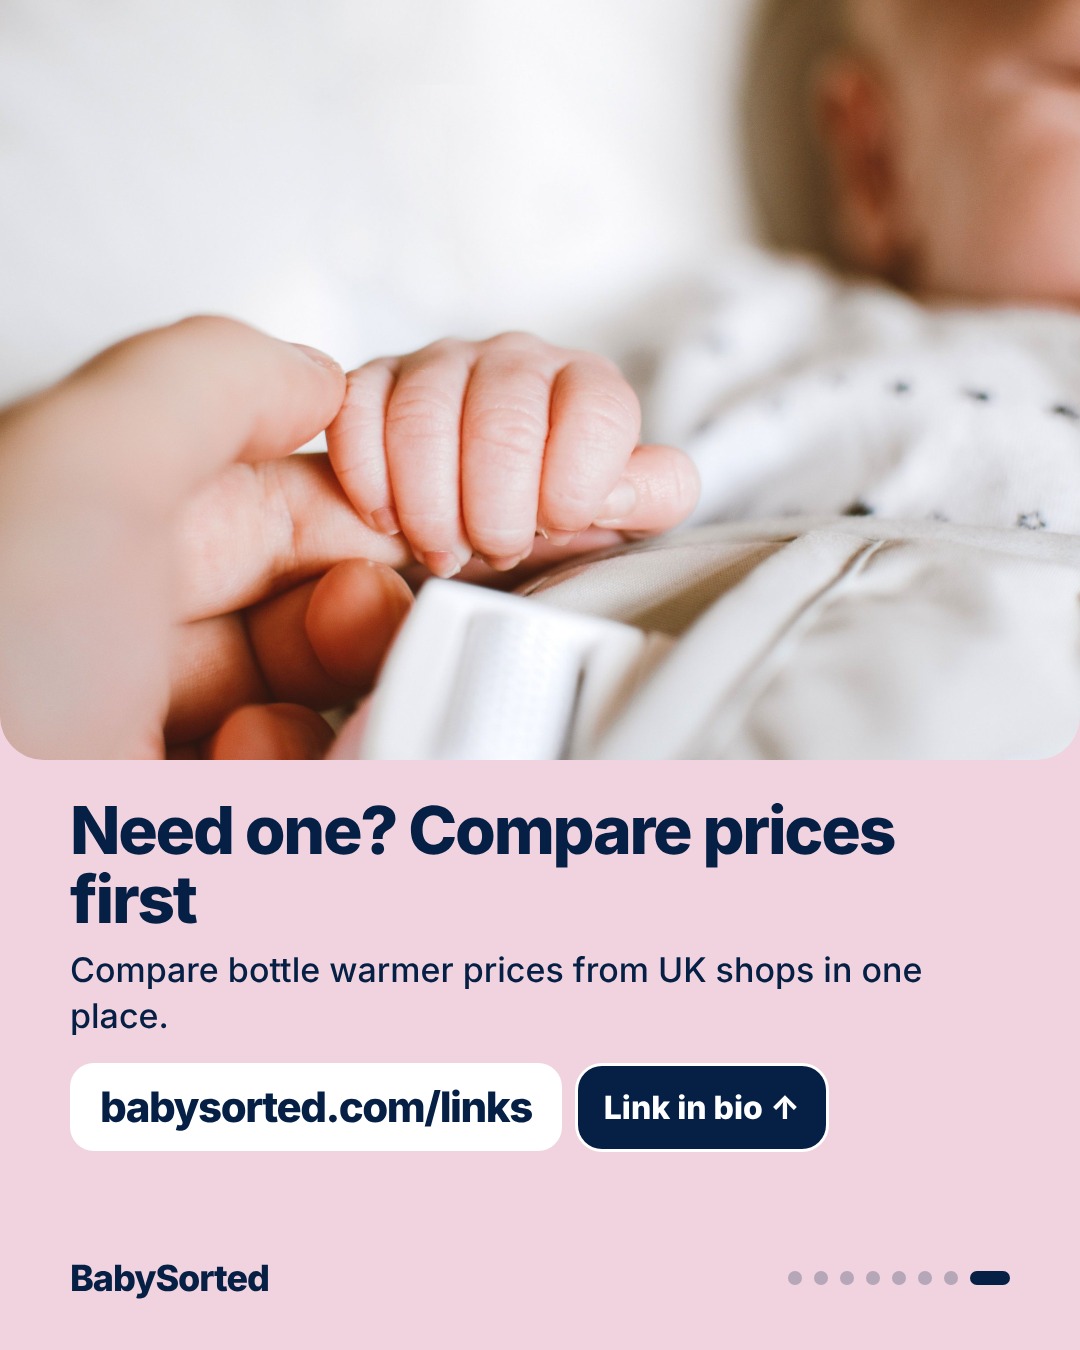 Need one? Compare prices
first
Compare bottle warmer prices from UK shops in one
place.
babysorted.com/links
Link in bio ↑
BabySorted